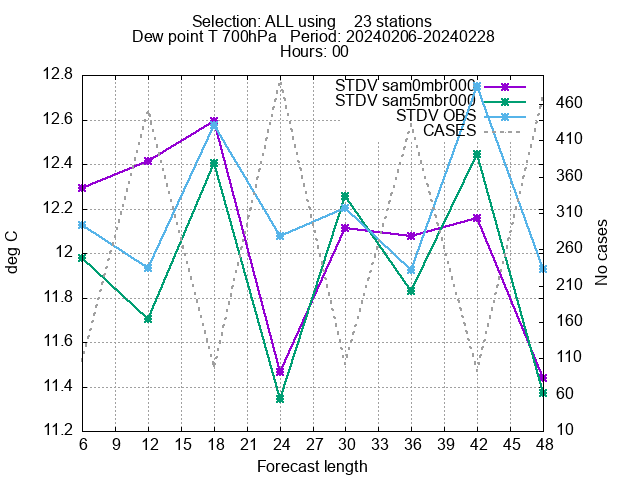 Selection: ALL using    23 stations
Dew point T 700hPa   Period: 20240206-20240228
Hours: 00
STDV sam0mbr000
STDV sam5mbr000
STDV OBS
CASES
deg C
12.8
12.6
12.4
12.2
12
11.8
11.6
11.4
11.2
No cases
460
410
360
310
260
210
160
110
60
10
6 9 12 15 18 21 24 27 30 33 36 39 42 45 48
Forecast length